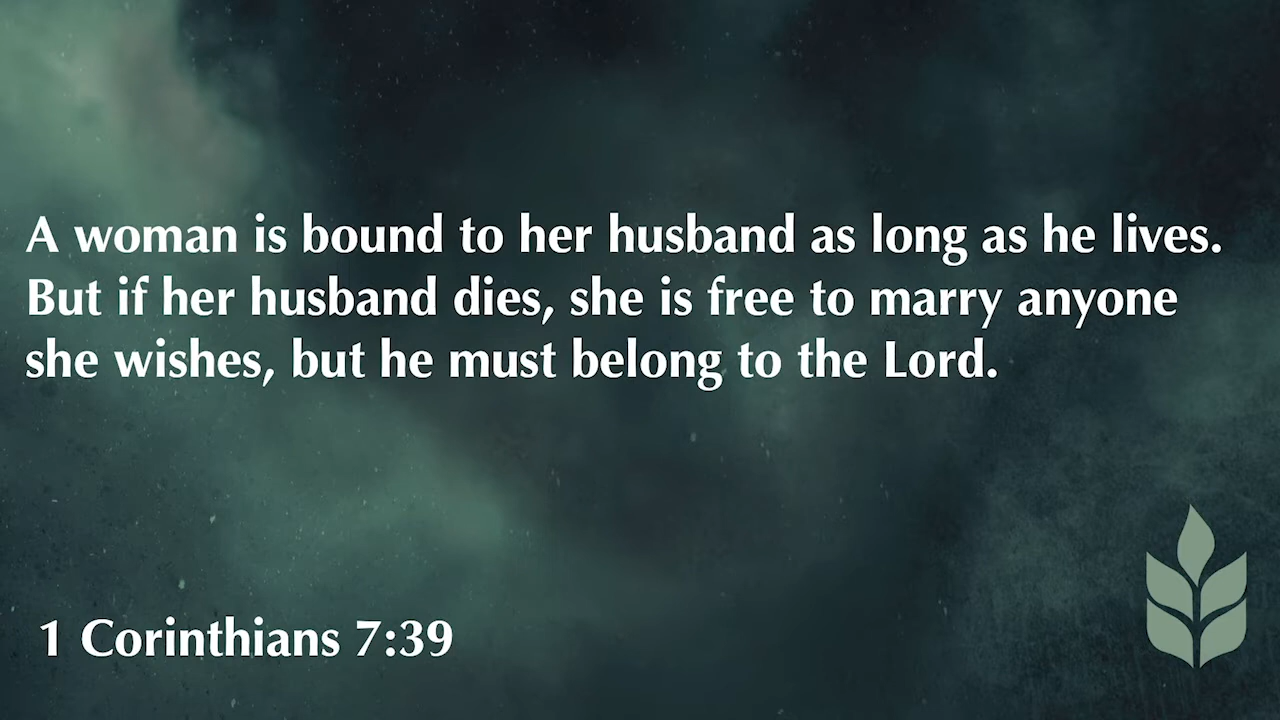 A woman is bound to her husband as long as he lives.
But if her husband dies, she is free to marry anyone
she wishes, but he must belong to the Lord.
1 Corinthians 7:39